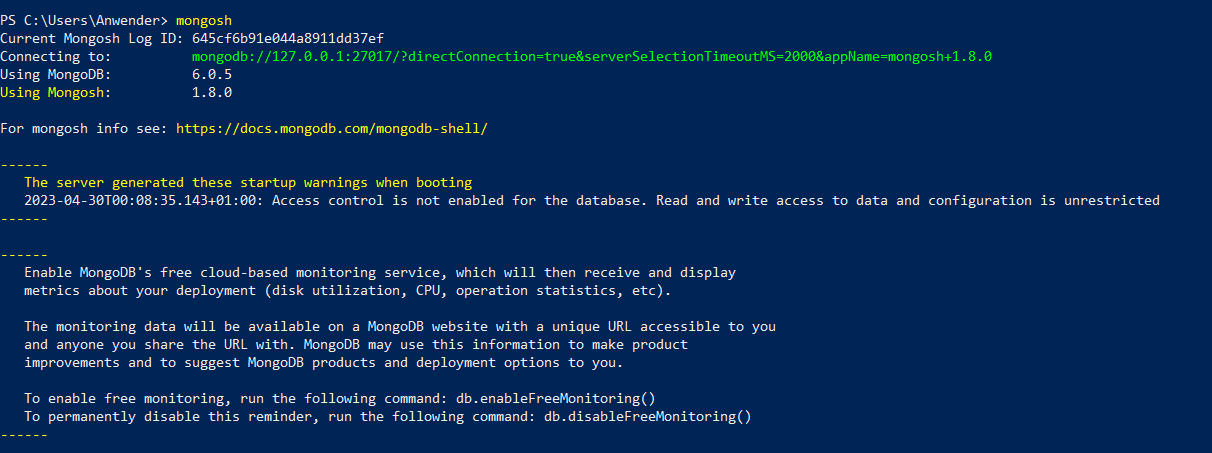 PS C:\Users\Anwender> mongosh
Current Mongosh Log ID: 645cf6b91e044a8911dd37ef
Connecting to:          mongodb://127.0.0.1:27017/?directConnection=true&serverSelectionTimeoutMS=2000&appName=mongosh+1.8.0
Using MongoDB:          6.0.5
Using Mongosh:          1.8.0
For mongosh info see: https://docs.mongodb.com/mongodb-shell/
------
   The server generated these startup warnings when booting
   2023-04-30T00:08:35.143+01:00: Access control is not enabled for the database. Read and write access to data and configuration is unrestricted
------
------
   Enable MongoDB's free cloud-based monitoring service, which will then receive and display
   metrics about your deployment (disk utilization, CPU, operation statistics, etc).
   The monitoring data will be available on a MongoDB website with a unique URL accessible to you
   and anyone you share the URL with. MongoDB may use this information to make product
   improvements and to suggest MongoDB products and deployment options to you.
   To enable free monitoring, run the following command: db.enableFreeMonitoring()
   To permanently disable this reminder, run the following command: db.disableFreeMonitoring()
------